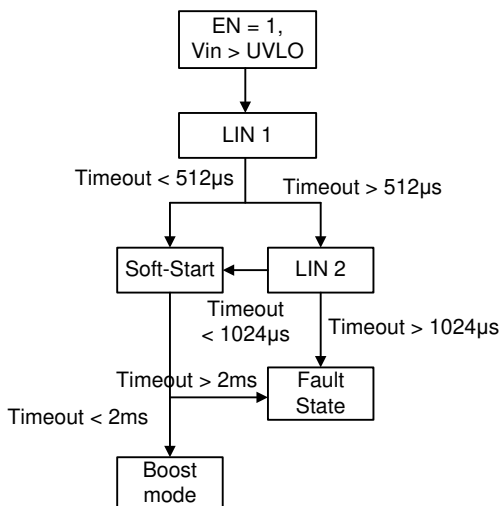 EN = 1,
Vin > UVLO
LIN 1
Timeout < 512µs
Timeout > 512µs
Soft-Start
LIN 2
Timeout
< 1024µs
Timeout > 1024µs
Timeout > 2ms
Fault
State
Timeout < 2ms
Boost
mode